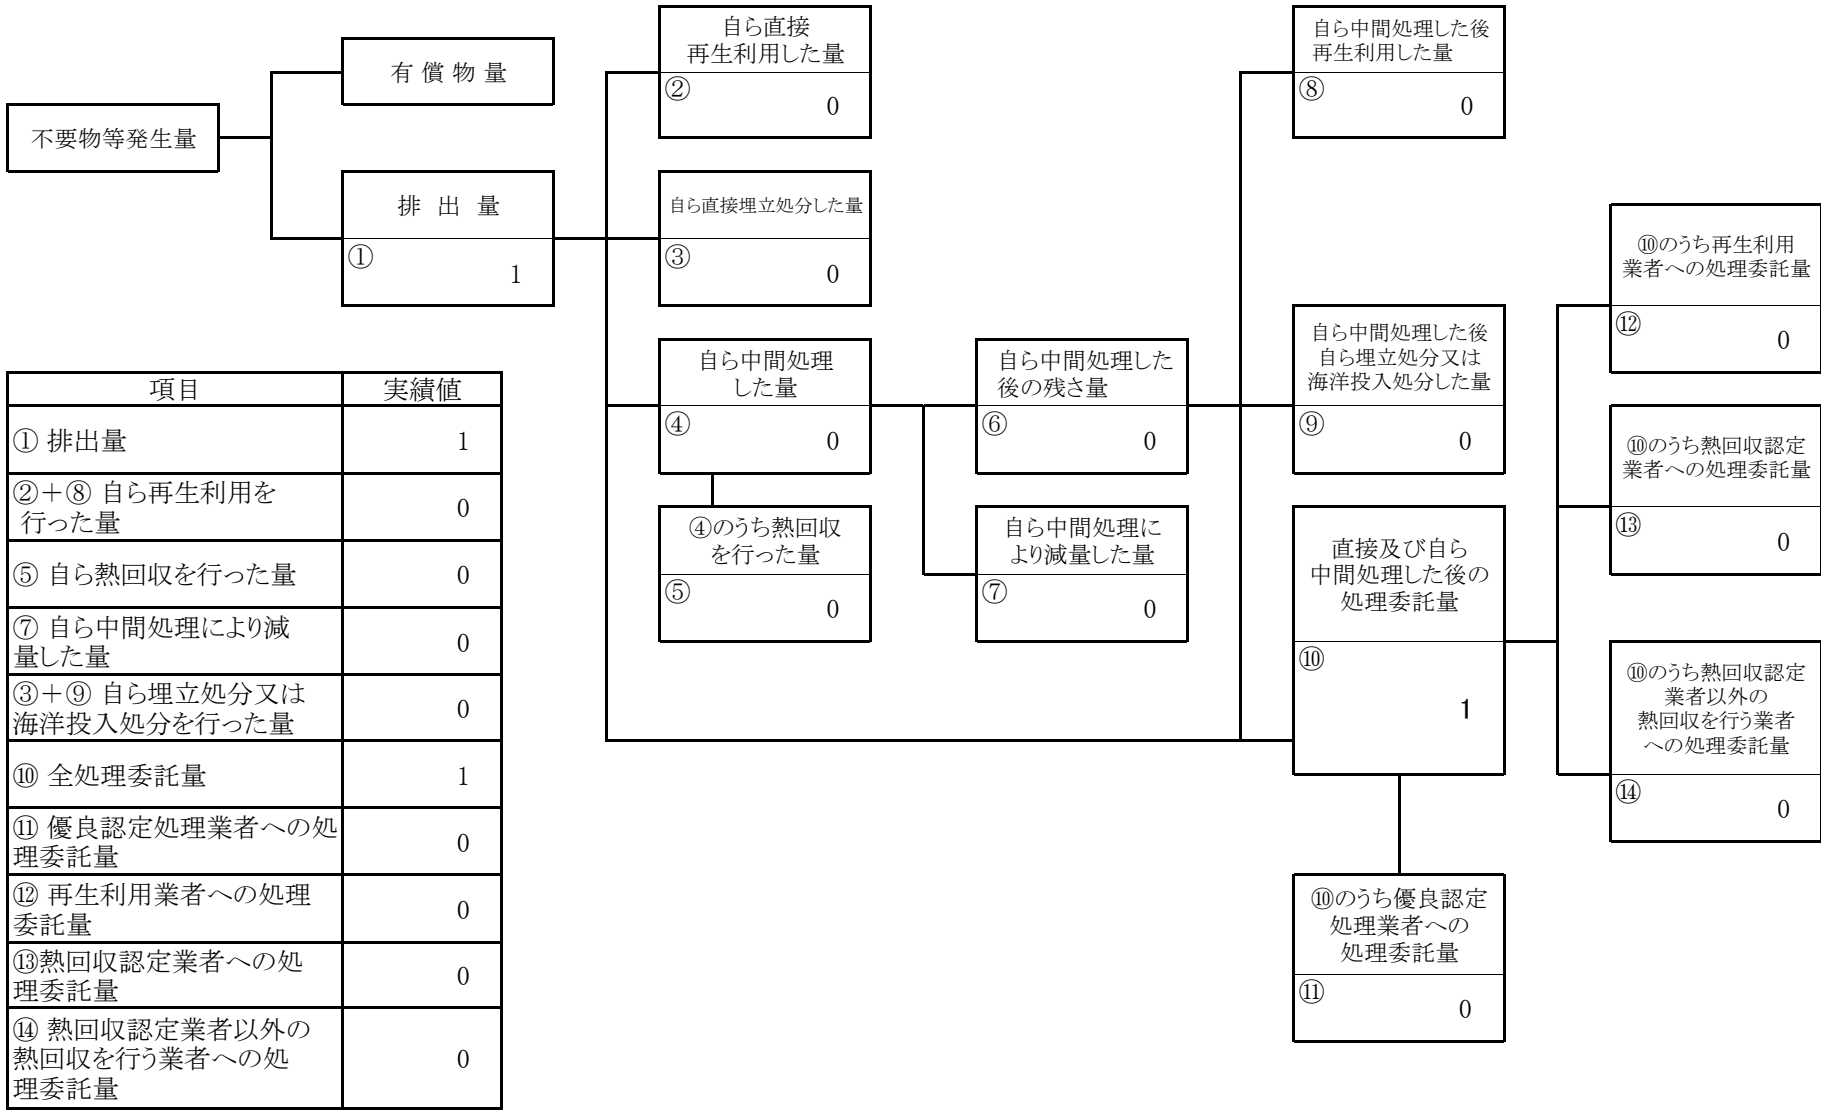 不要物等発生量
有 償 物 量
排 出 量
①
1
自ら直接
再生利用した量
②
0
自ら直接埋立処分した量
③
0
自ら中間処理
した量
④
0
④のうち熱回収
を行った量
⑤
0
自ら中間処理した
後の残さ量
⑥
0
自ら中間処理に
より減量した量
⑦
0
自ら中間処理した後
再生利用した量
⑧
0
自ら中間処理した後
自ら埋立処分又は
海洋投入処分した量
⑨
0
直接及び自ら
中間処理した後の
処理委託量
⑩
1
⑩のうち優良認定
処理業者への
処理委託量
⑪
0
⑩のうち再生利用
業者への処理委託量
⑫
0
⑩のうち熱回収認定
業者への処理委託量
⑬
0
⑩のうち熱回収認定
業者以外の
熱回収を行う業者
への処理委託量
⑭
0
項目 実績値
① 排出量 1
②+⑧ 自ら再生利用を
行った量 0
⑤ 自ら熱回収を行った量 0
⑦ 自ら中間処理により減
量した量 0
③+⑨ 自ら埋立処分又は
海洋投入処分を行った量 0
⑩ 全処理委託量 1
⑪ 優良認定処理業者への処
理委託量 0
⑫ 再生利用業者への処理
委託量 0
⑬熱回収認定業者への処
理委託量 0
⑭ 熱回収認定業者以外の
熱回収を行う業者への処
理委託量 0